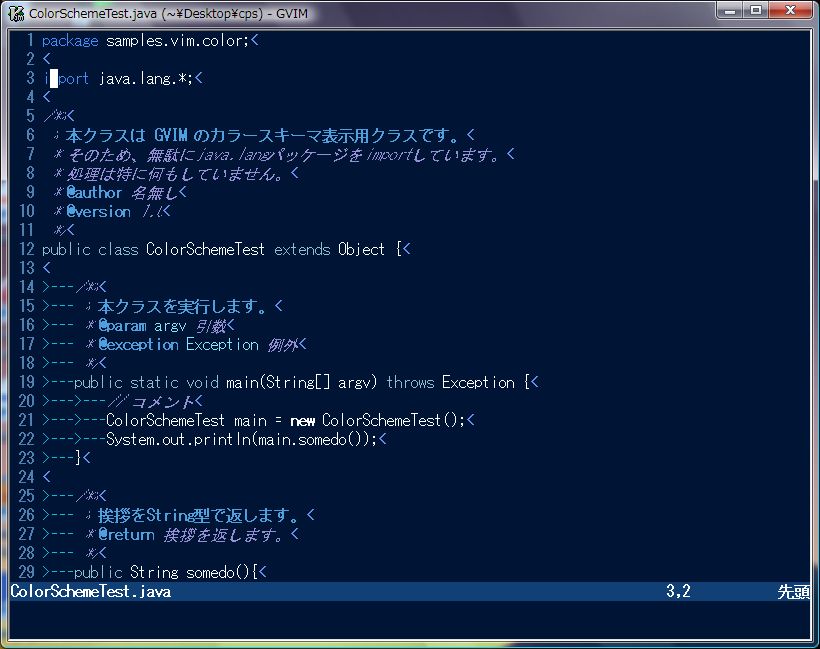 ColorSchemeTest.java (~¥Desktop¥cps) - GVIM
1 package samples.vim.color;<
2 <
3 import java.lang.*;<
4 <
5 /**<
6  * 本クラスは GVIM のカラースキーマ表示用クラスです。<
7  * そのため、無駄にjava.langパッケージをimportしています。<
8  * 処理は特に何もしていません。<
9  * @author 名無し<
10  * @version 1.1<
11  */<
12 public class ColorSchemeTest extends Object {<
13 <
14 >---/**<
15 >--- * 本クラスを実行します。<
16 >--- * @param argv 引数<
17 >--- * @exception Exception 例外<
18 >--- */<
19 >---public static void main(String[] argv) throws Exception {<
20 >--->---// コメント<
21 >--->---ColorSchemeTest main = new ColorSchemeTest();<
22 >--->---System.out.println(main.somedo());<
23 >---}<
24 <
25 >---/**<
26 >--- * 挨拶をString型で返します。<
27 >--- * @return 挨拶を返します。<
28 >--- */<
29 >---public String somedo(){<
ColorSchemeTest.java 3,2 先頭